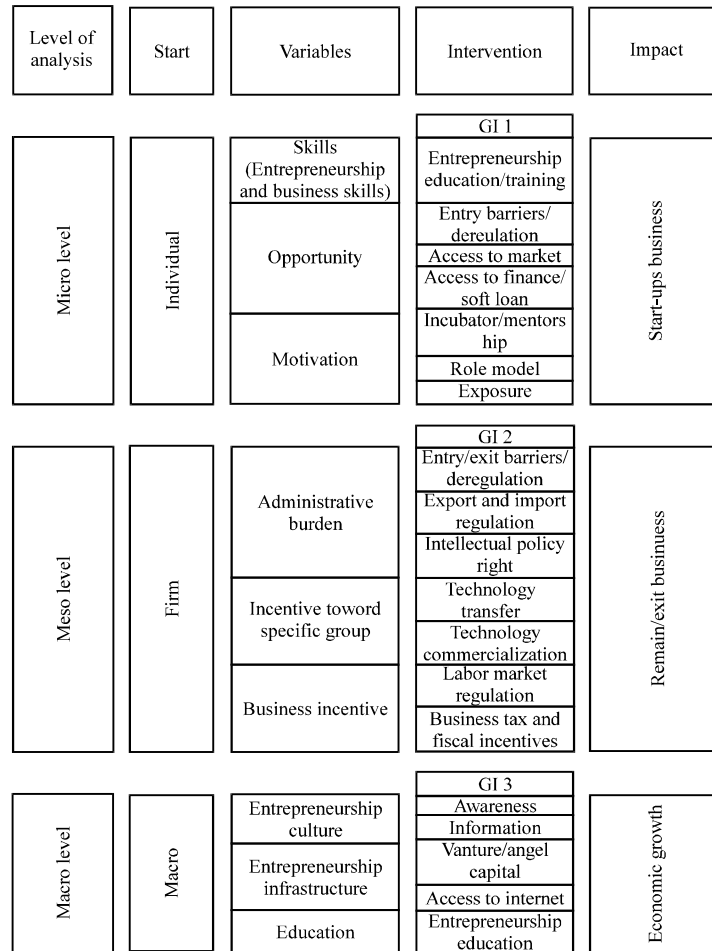 Level of
analysis
Start
Variables
Intervention
Impact
Micro level
Individual
Skills
(Entrepreneurship
and business skills)
Opportunity
Motivation
GI 1
Entrepreneurship
education/training
Entry barriers/
dereulation
Access to market
Access to finance/
soft loan
Incubator/mentors
hip
Role model
Exposure
Start-ups business
Meso level
Firm
Administrative
burden
Incentive toword
specific group
Business incentive
GI 2
Entry/exit barriers/
deregulation
Export and import
regulation
Intellectual policy
right
Technology
transfer
Technology
commercialization
Labor market
regulation
Business tax and
fiscal incentives
Remain/exit businuess
Macro level
Macro
Entrepreneurship
culture
Entrepreneurship
infrastructure
Education
GI 3
Awareness
Information
Vanture/angel
capital
Access to internet
Entrepreneurship
education
Economic growth